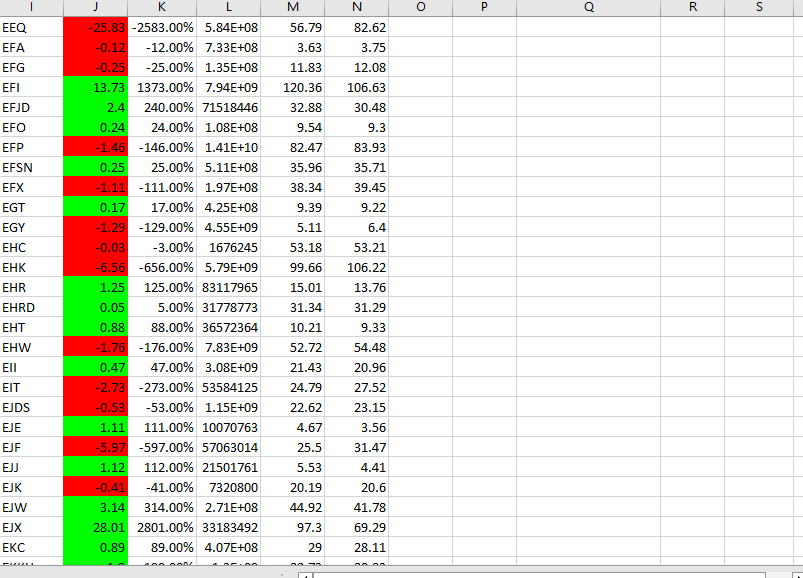 I J K L M N O P Q R S
EEQ -25.83 -2583.00% 5.84E+08 56.79 82.62
EFA -0.12 -12.00% 7.33E+08 3.63 3.75
EFG -0.25 -25.00% 1.35E+08 11.83 12.08
EFI 13.73 1373.00% 7.94E+09 120.36 106.63
EFJD 2.4 240.00% 71518446 32.88 30.48
EFO 0.24 24.00% 1.08E+08 9.54 9.3
EFP -1.46 -146.00% 1.41E+10 82.47 83.93
EFSN 0.25 25.00% 5.11E+08 35.96 35.71
EFX -1.11 -111.00% 1.97E+08 38.34 39.45
EGT 0.17 17.00% 4.25E+08 9.39 9.22
EGY -1.29 -129.00% 4.55E+09 5.11 6.4
EHC -0.03 -3.00% 1676245 53.18 53.21
EHK -6.56 -656.00% 5.79E+09 99.66 106.22
EHR 1.25 125.00% 83117965 15.01 13.76
EHRD 0.05 5.00% 31778773 31.34 31.29
EHT 0.88 88.00% 36572364 10.21 9.33
EHW -1.76 -176.00% 7.83E+09 52.72 54.48
EII 0.47 47.00% 3.08E+09 21.43 20.96
EIT -2.73 -273.00% 53584125 24.79 27.52
EJDS -0.53 -53.00% 1.15E+09 22.62 23.15
EJE 1.11 111.00% 10070763 4.67 3.56
EJF -5.97 -597.00% 57063014 25.5 31.47
EJJ 1.12 112.00% 21501761 5.53 4.41
EJK -0.41 -41.00% 7320800 20.19 20.6
EJW 3.14 314.00% 2.71E+08 44.92 41.78
EJX 28.01 2801.00% 33183492 97.3 69.29
EKC 0.89 89.00% 4.07E+08 29 28.11